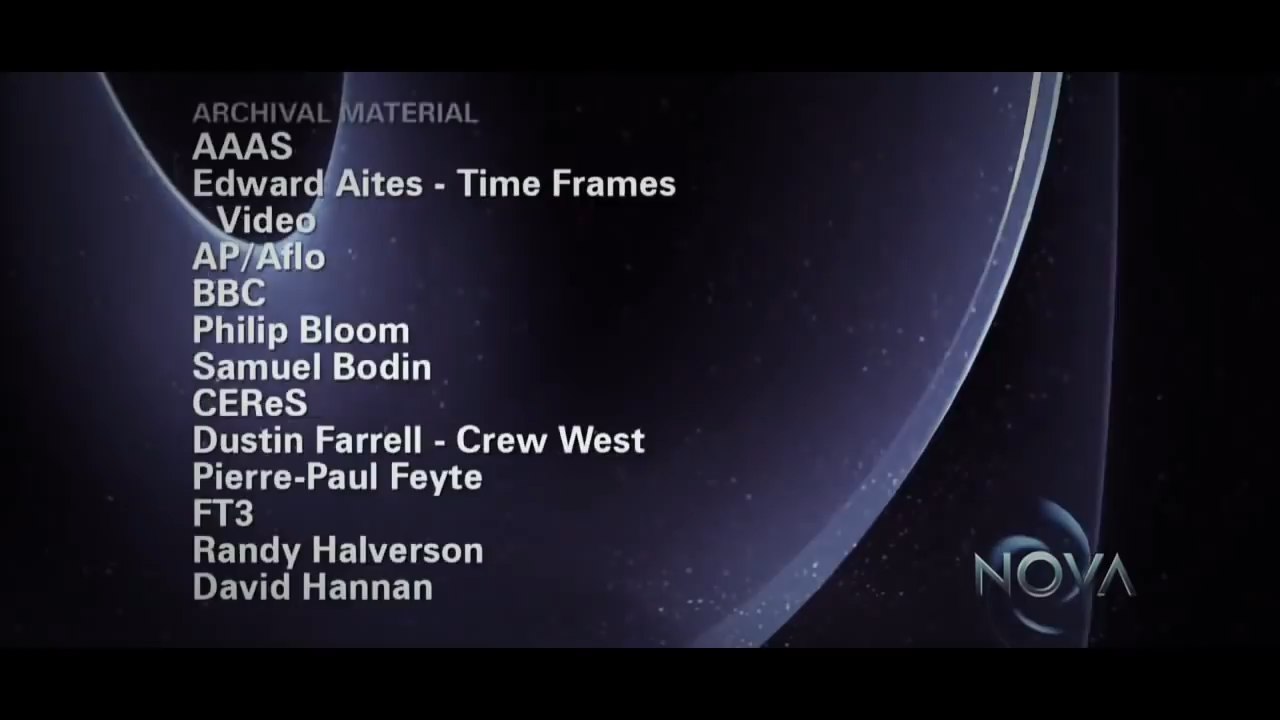 ARCHIVAL MATERIAL
AAAS
Edward Aites - Time Frames
Video
AP/Aflo
BBC
Philip Bloom
Samuel Bodin
CEReS
Dustin Farrell - Crew West
Pierre-Paul Feyte
FT3
Randy Halverson
David Hannan
NOVA